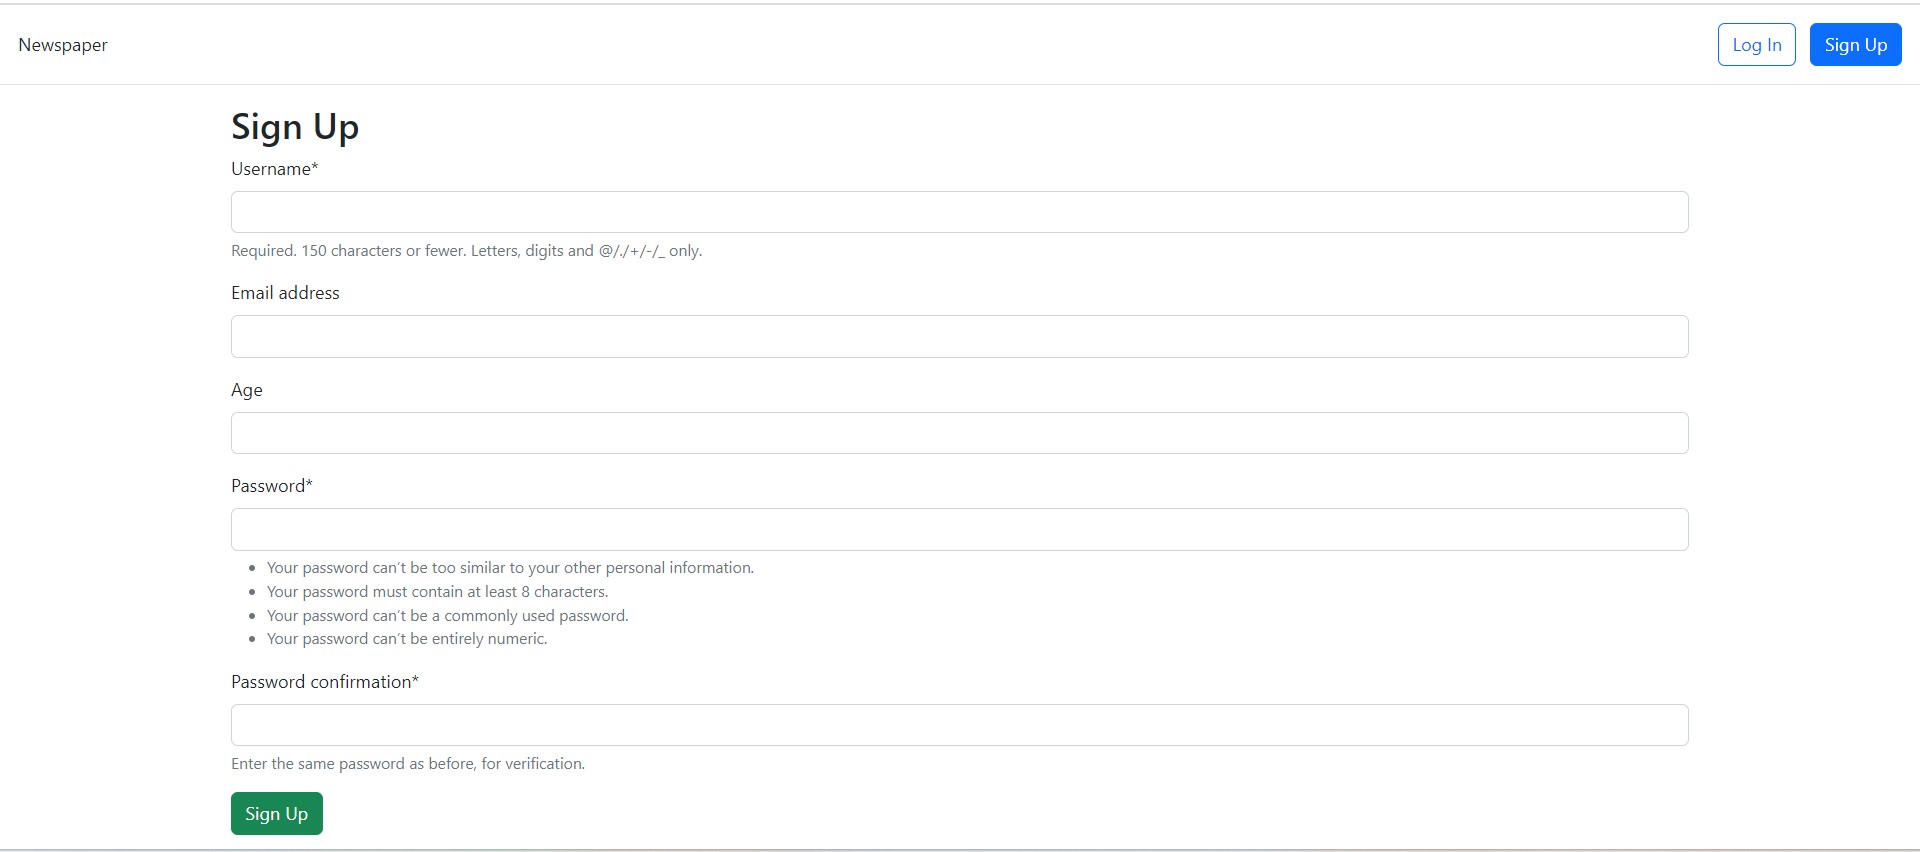 Newspaper
Log In
Sign Up
Sign Up
Username*
Required. 150 characters or fewer. Letters, digits and @/./+/-/_ only.
Email address
Age
Password*
Your password can’t be too similar to your other personal information.
Your password must contain at least 8 characters.
Your password can’t be a commonly used password.
Your password can’t be entirely numeric.
Password confirmation*
Enter the same password as before, for verification.
Sign Up